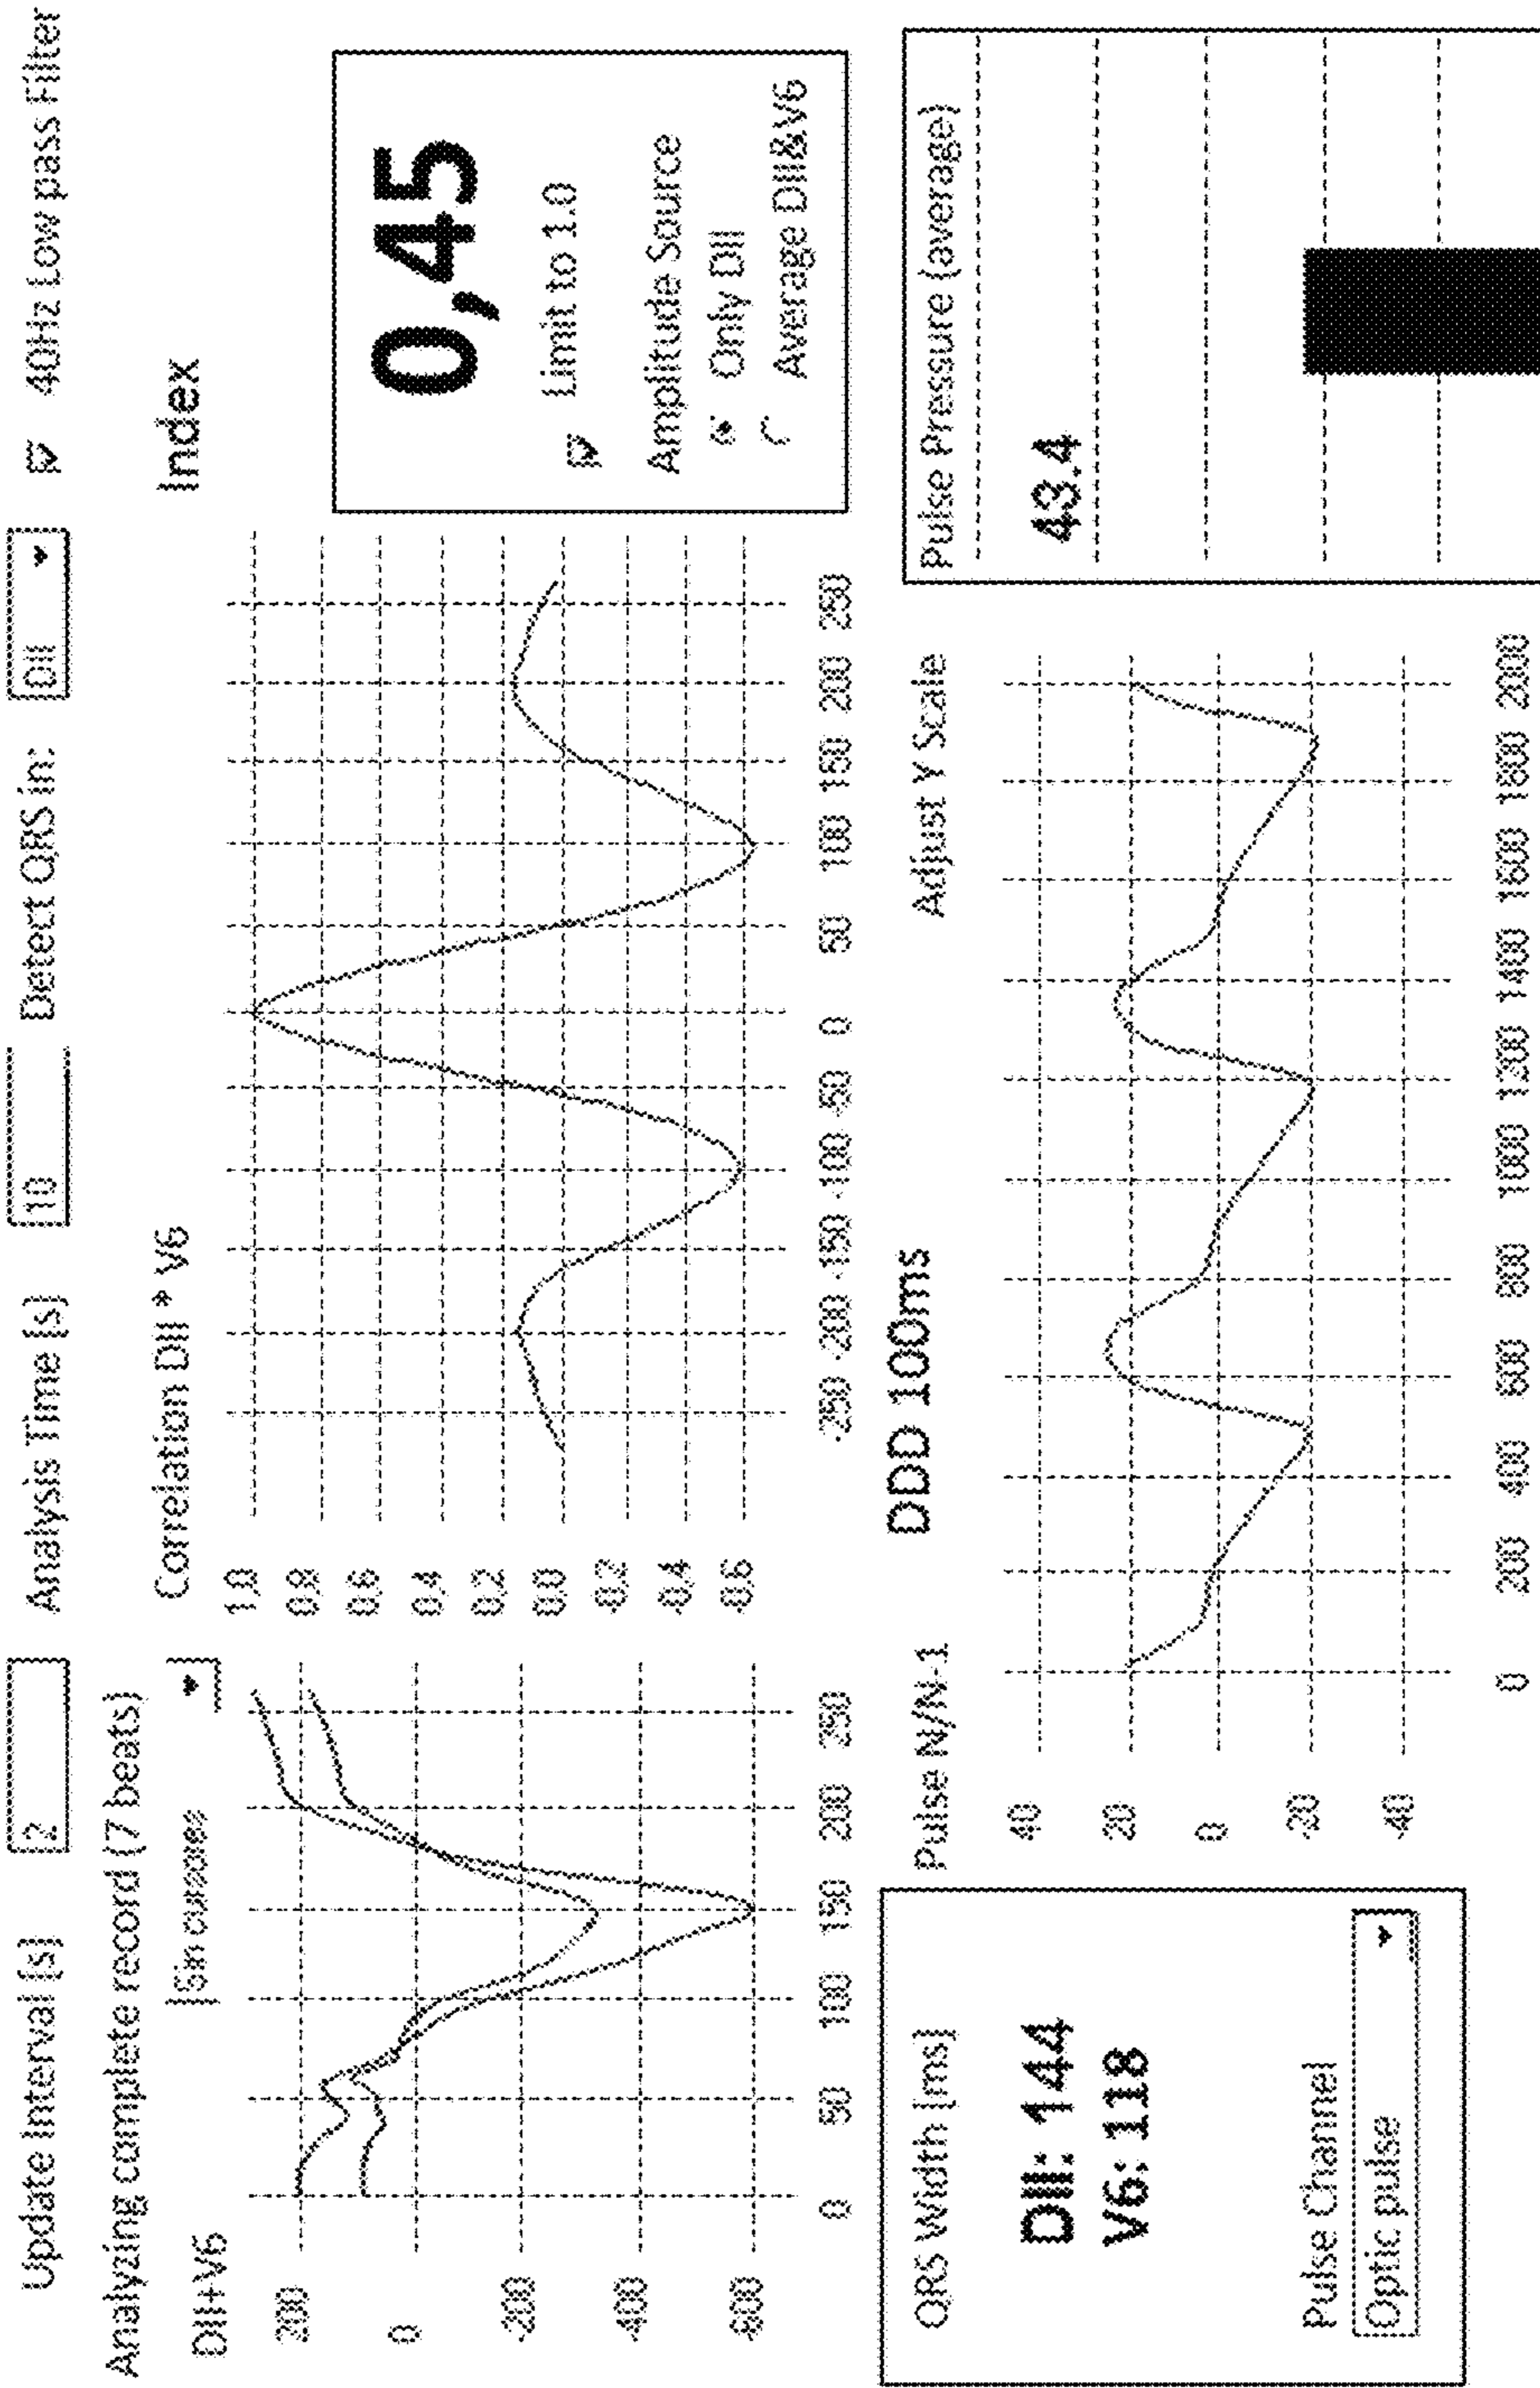 Update Interval [s] 2 Analysis Time [s] 10 Detect QRS in: DII 40Hz Low pass Filter
Analyzing complete record (7 beats)
Sin cursores
DII+V6
200
0
-200
-400
-600
0 50 100 150 200 250
Correlation DII * V6
1.0
0.8
0.6
0.4
0.2
0.0
-0.2
-0.4
-0.6
-250 -200 -150 -100 -50 0 50 100 150 200 250
Index
0,45
Limit to 1.0
Amplitude Source
Only DII
Average DII&V6
QRS Width [ms]
DII: 144
V6: 118
Pulse Channel
Optic pulse
DDD 100ms
Pulse N/N-1
Adjust Y Scale
40
20
0
-20
-40
0 200 400 600 800 1000 1200 1400 1600 1800 2000
Pulse Pressure (average)
43.4